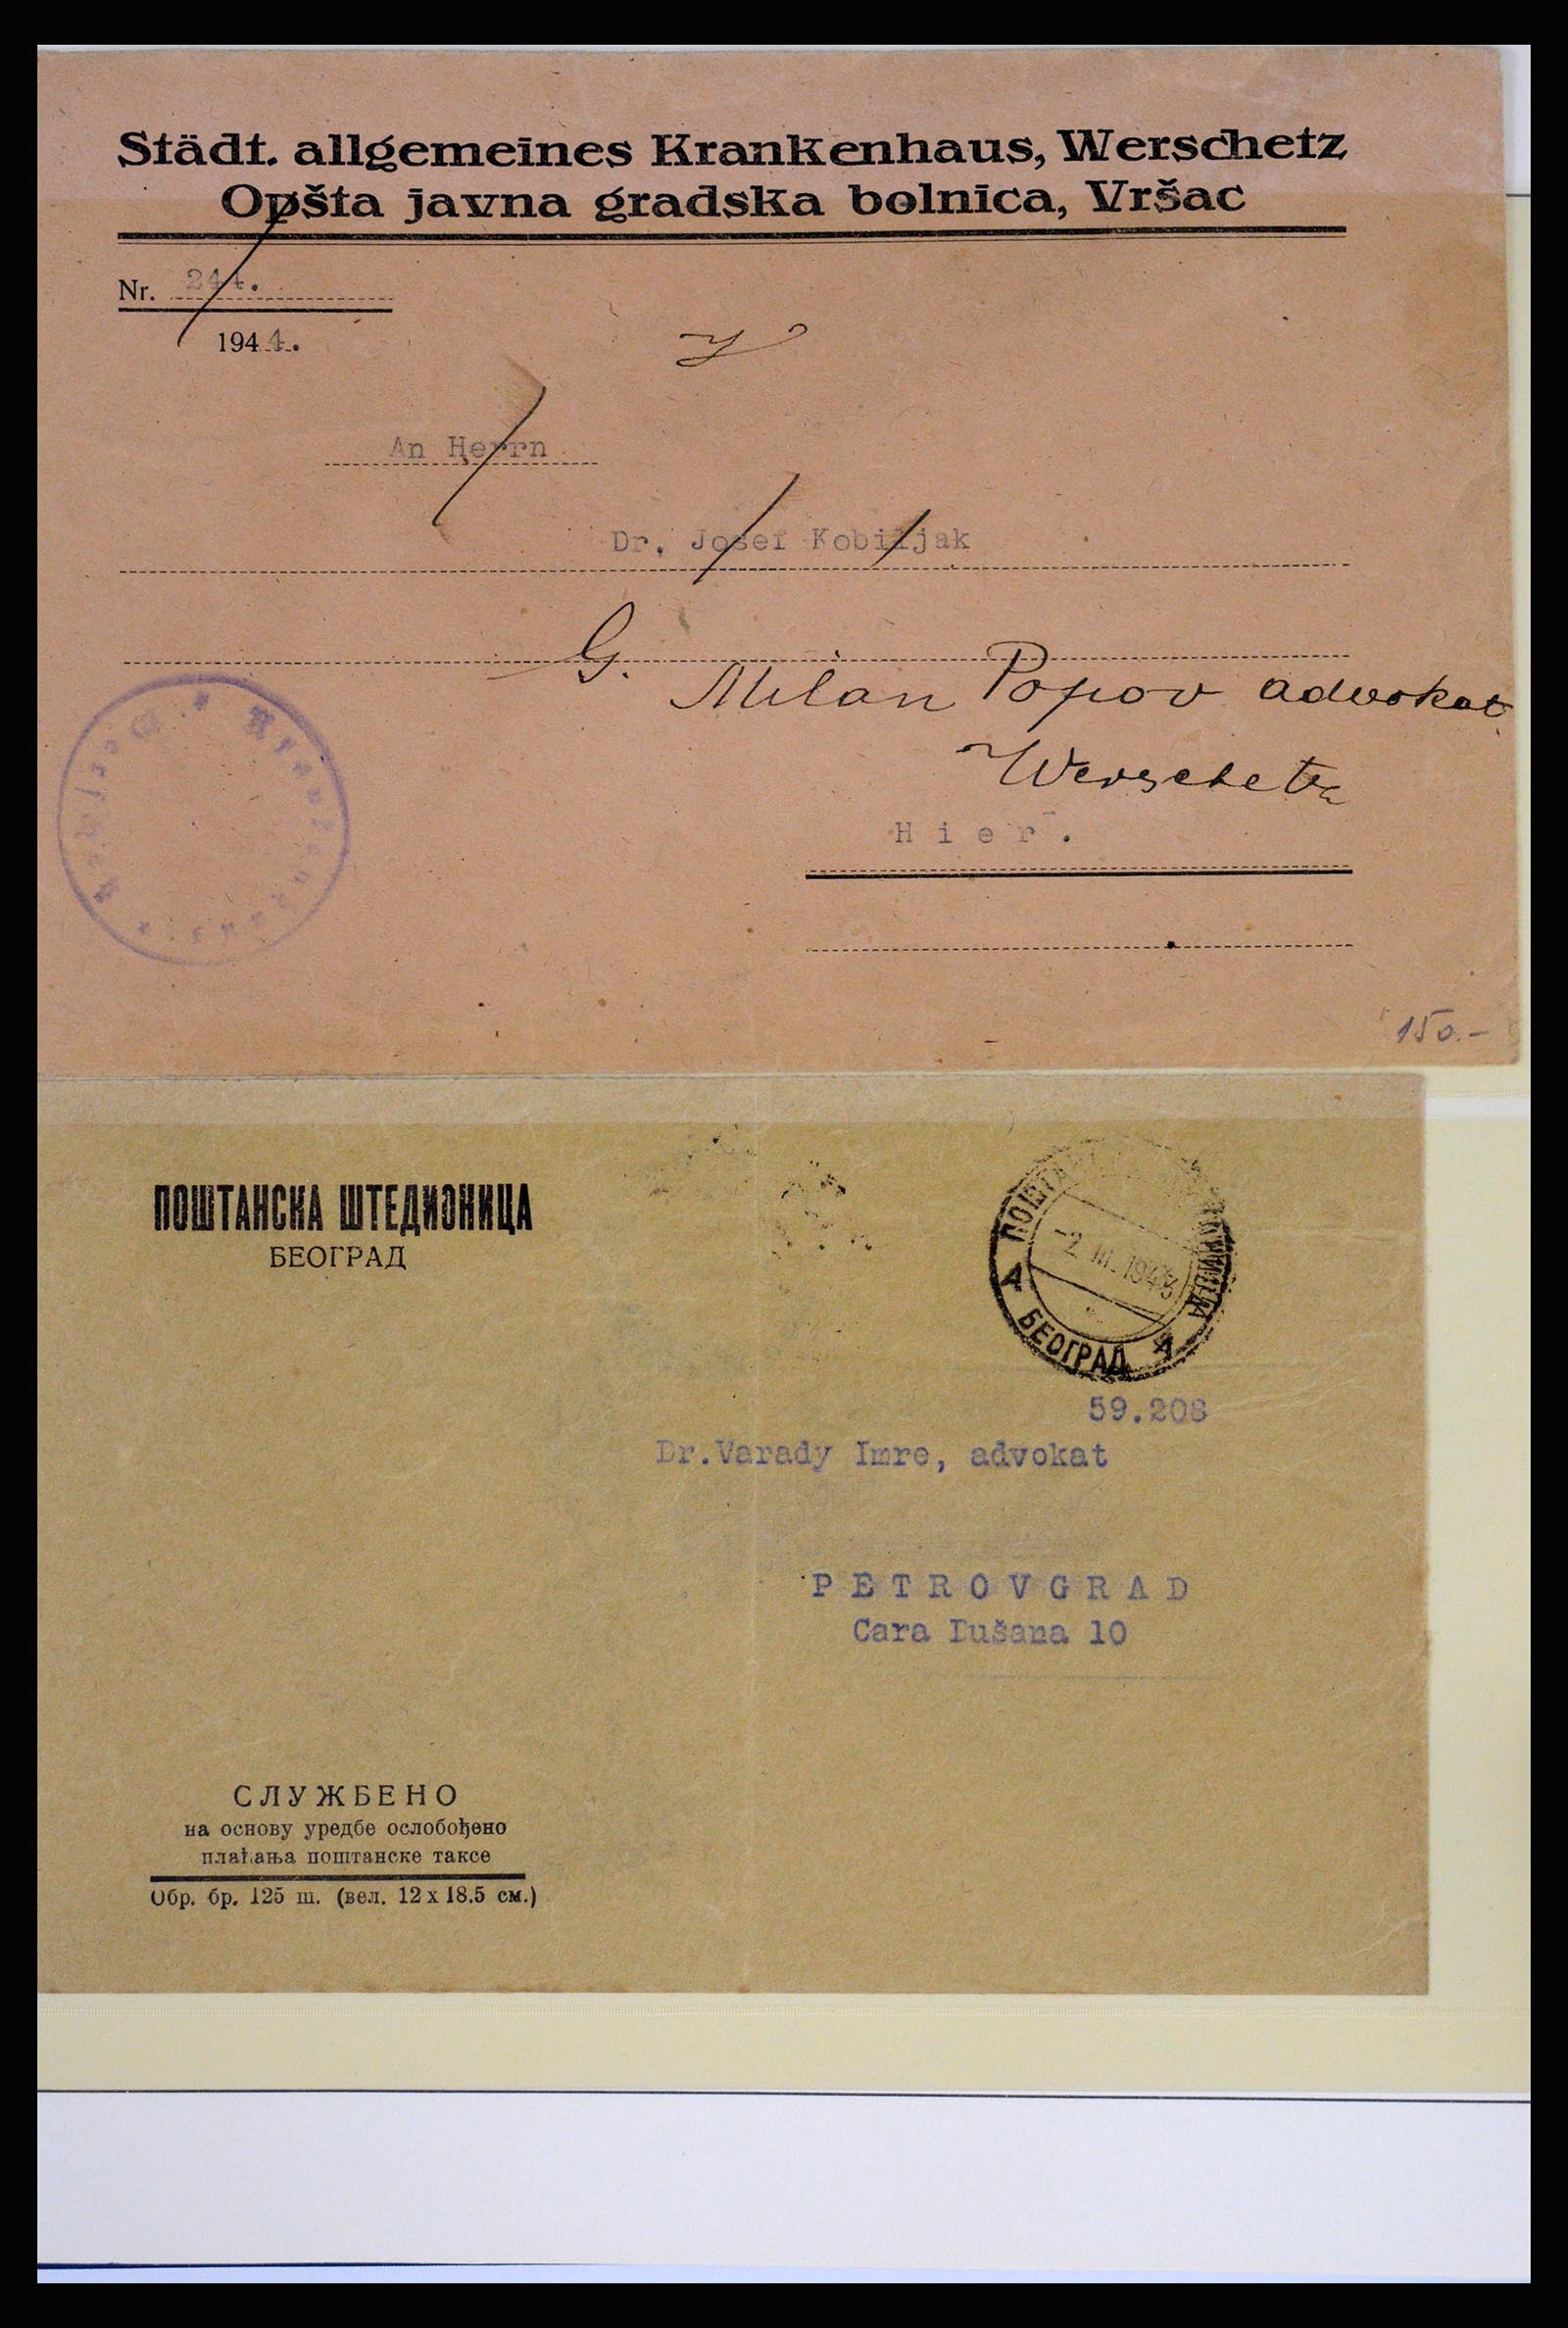 Städt. allgemeines Krankenhaus, Werschetz
Opšta javna gradska bolnica, Vršac
Nr. 244.
1944.
An Herrn
Dr. Josef Kobiljak
G.
Milan Popov advokat
Werschetz
Hier.
150.-
ПОШТАНСКА ШТЕДИОНИЦА
БЕОГРАД
-2 III. 1943
А БЕОГРАД А
59.208
Dr.Varady Imre, advokat
PETROVGRAD
Cara Dušana 10
СЛУЖБЕНО
на основу уредбе ослобођено
плаћања поштанске таксе
Обр. бр. 125 ш. (вел. 12 x 18.5 см.)